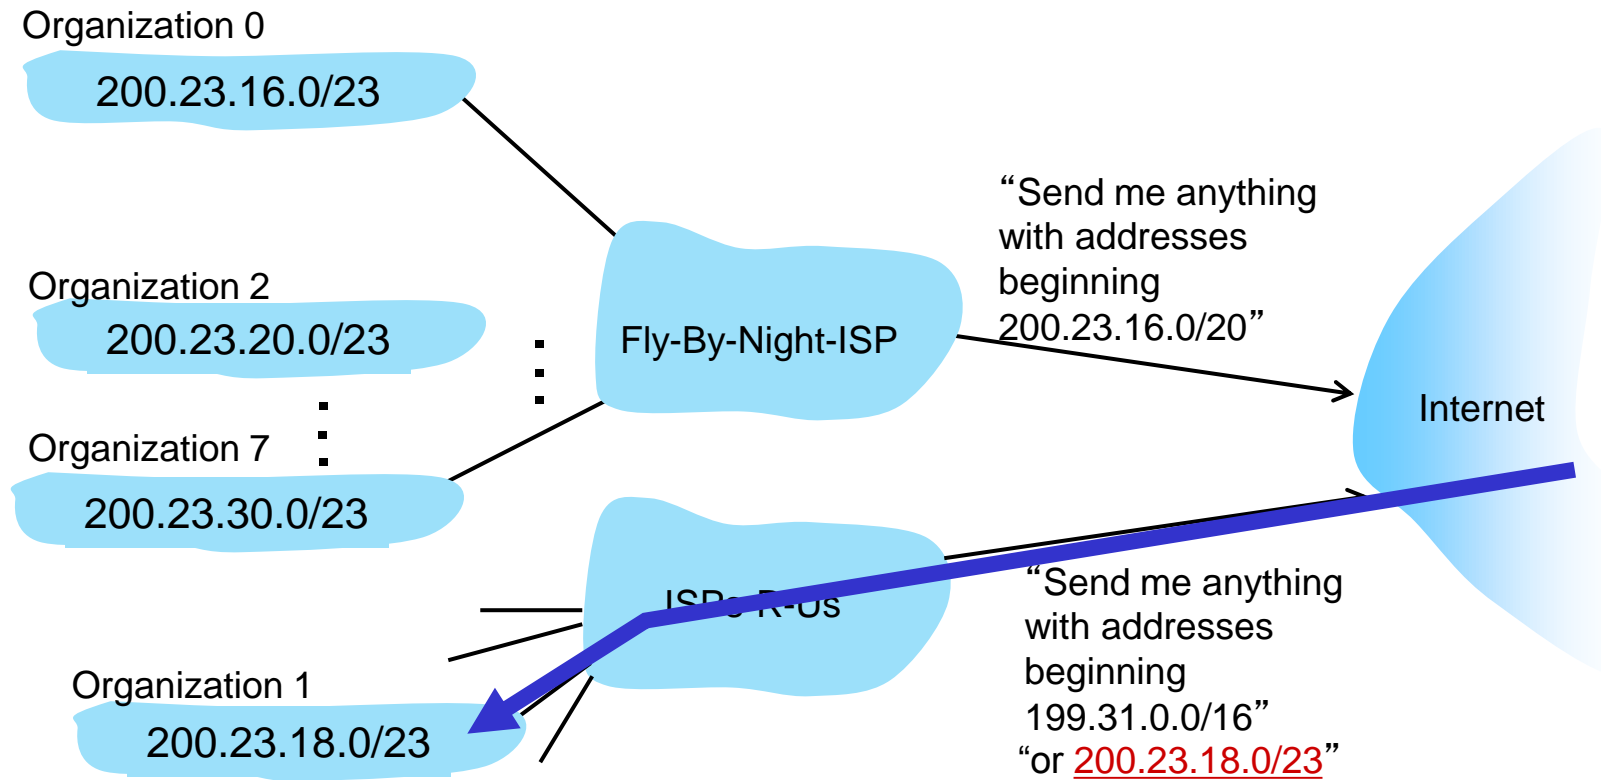 Organization 0
200.23.16.0/23
Organization 2
200.23.20.0/23
Organization 7
200.23.30.0/23
Fly-By-Night-ISP
“Send me anything
with addresses
beginning
200.23.16.0/20”
Internet
ISPs-R-Us
Organization 1
200.23.18.0/23
“Send me anything
with addresses
beginning
199.31.0.0/16”
“or 200.23.18.0/23”